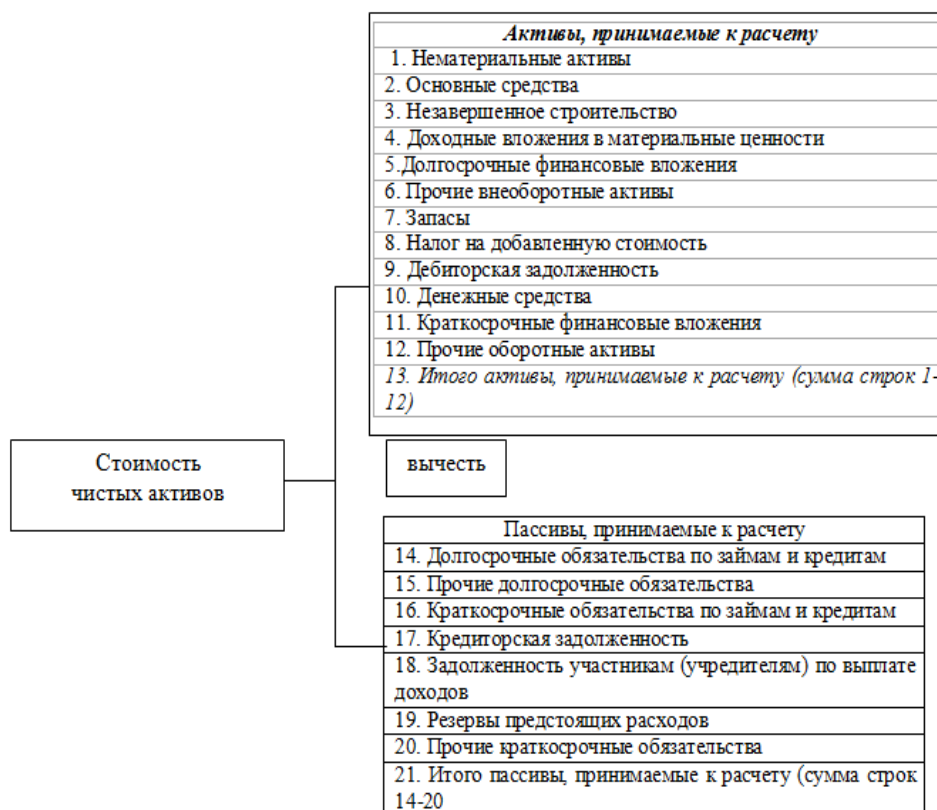 Активы, принимаемые к расчету
1. Нематериальные активы
2. Основные средства
3. Незавершенное строительство
4. Доходные вложения в материальные ценности
5.Долгосрочные финансовые вложения
6. Прочие внеоборотные активы
7. Запасы
8. Налог на добавленную стоимость
9. Дебиторская задолженность
10. Денежные средства
11. Краткосрочные финансовые вложения
12. Прочие оборотные активы
13. Итого активы, принимаемые к расчету (сумма строк 1-
12)
Стоимость
чистых активов
вычесть
Пассивы, принимаемые к расчету
14. Долгосрочные обязательства по займам и кредитам
15. Прочие долгосрочные обязательства
16. Краткосрочные обязательства по займам и кредитам
17. Кредиторская задолженность
18. Задолженность участникам (учредителям) по выплате
доходов
19. Резервы предстоящих расходов
20. Прочие краткосрочные обязательства
21. Итого пассивы, принимаемые к расчету (сумма строк
14-20